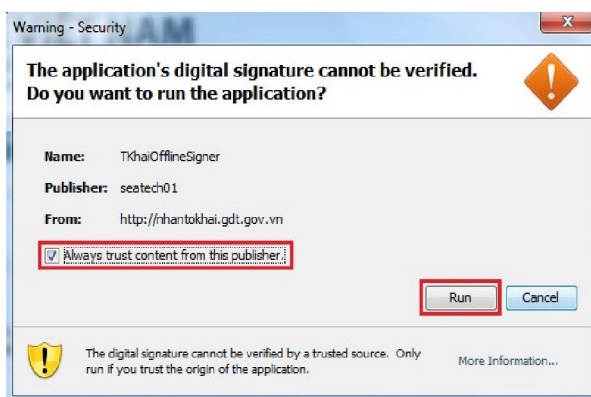 Warning - Security
The application's digital signature cannot be verified.
Do you want to run the application?
Name: TKhaiOfflineSigner
Publisher: seatech01
From: http://nhantokhai.gdt.gov.vn
Always trust content from this publisher.
Run Cancel
The digital signature cannot be verified by a trusted source. Only
run if you trust the origin of the application.
More Information...